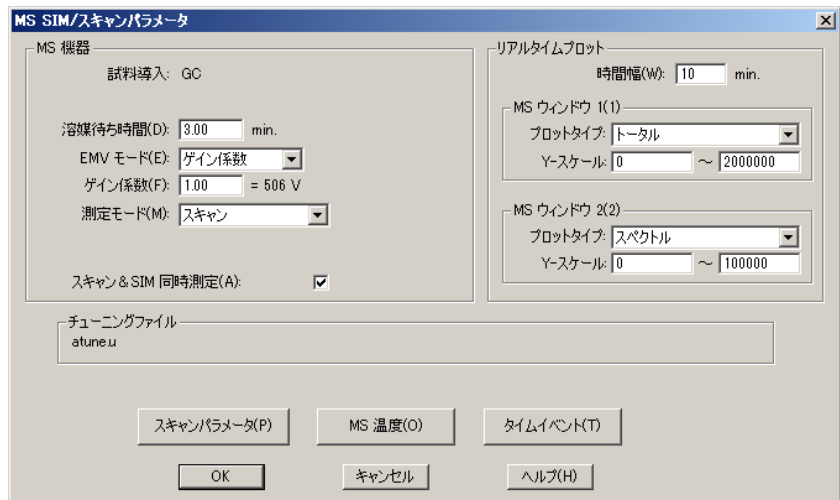 MS SIM/スキャンパラメータ
MS 機器
試料導入: GC
溶媒待ち時間(D): 3.00 min.
EMV モード(E): ゲイン係数
ゲイン係数(F): 1.00 = 506 V
測定モード(M): スキャン
スキャン＆SIM 同時測定(A):
リアルタイムプロット
時間幅(W): 10 min.
MS ウィンドウ 1(1)
プロットタイプ: トータル
Y-スケール: 0 ～ 2000000
MS ウィンドウ 2(2)
プロットタイプ: スペクトル
Y-スケール: 0 ～ 100000
チューニングファイル
atune.u
スキャンパラメータ(P) MS 温度(O) タイムイベント(T)
OK キャンセル ヘルプ(H)